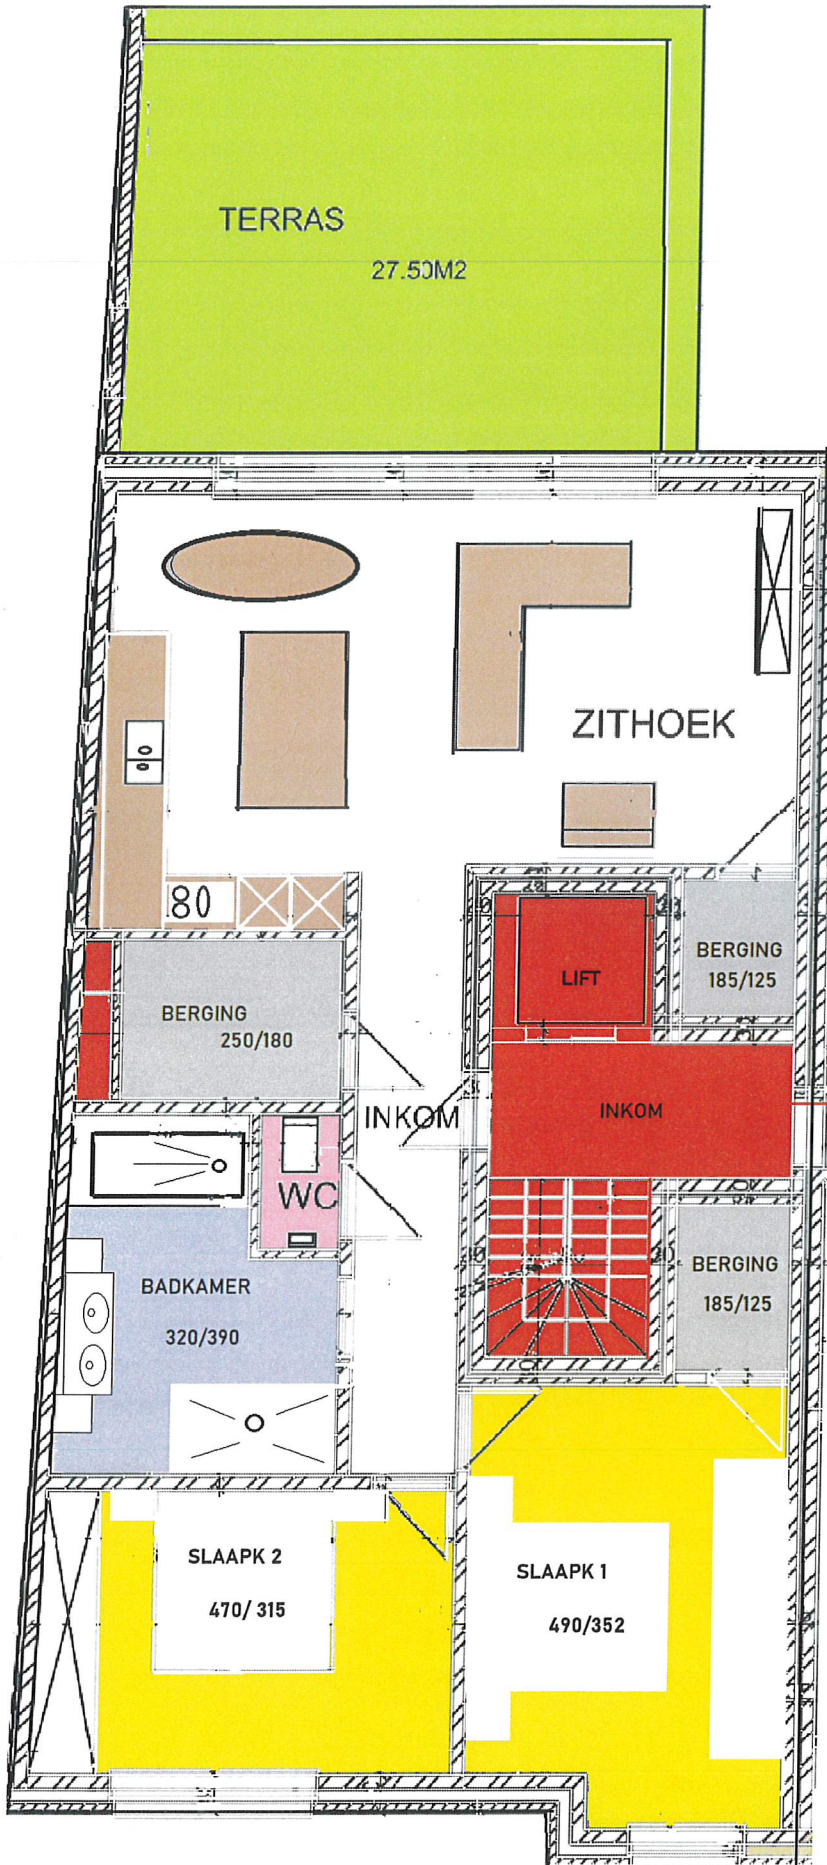 TERRAS
27.50M2
ZITHOEK
80
BERGING
185/125
LIFT
BERGING
250/180
INKOM
INKOM
WC
BERGING
185/125
BADKAMER
320/390
SLAAPK 2
470/ 315
SLAAPK 1
490/352